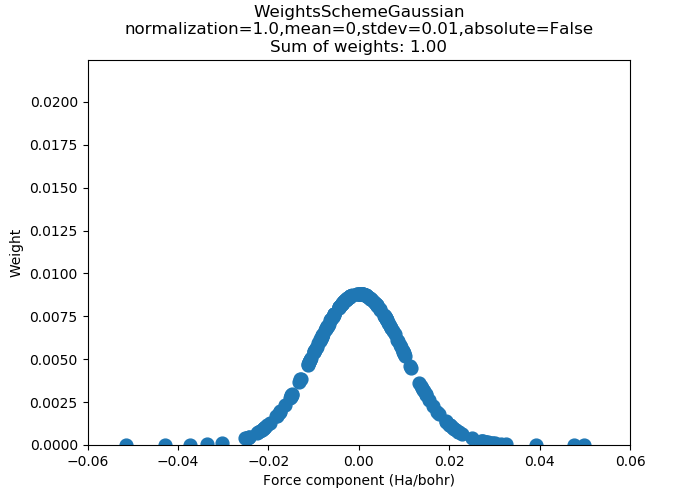 WeightsSchemeGaussian
normalization=1.0,mean=0,stdev=0.01,absolute=False
Sum of weights: 1.00
0.0200
0.0175
0.0150
0.0125
0.0100
0.0075
0.0050
0.0025
0.0000
Weight
−0.06 −0.04 −0.02 0.00 0.02 0.04 0.06
Force component (Ha/bohr)